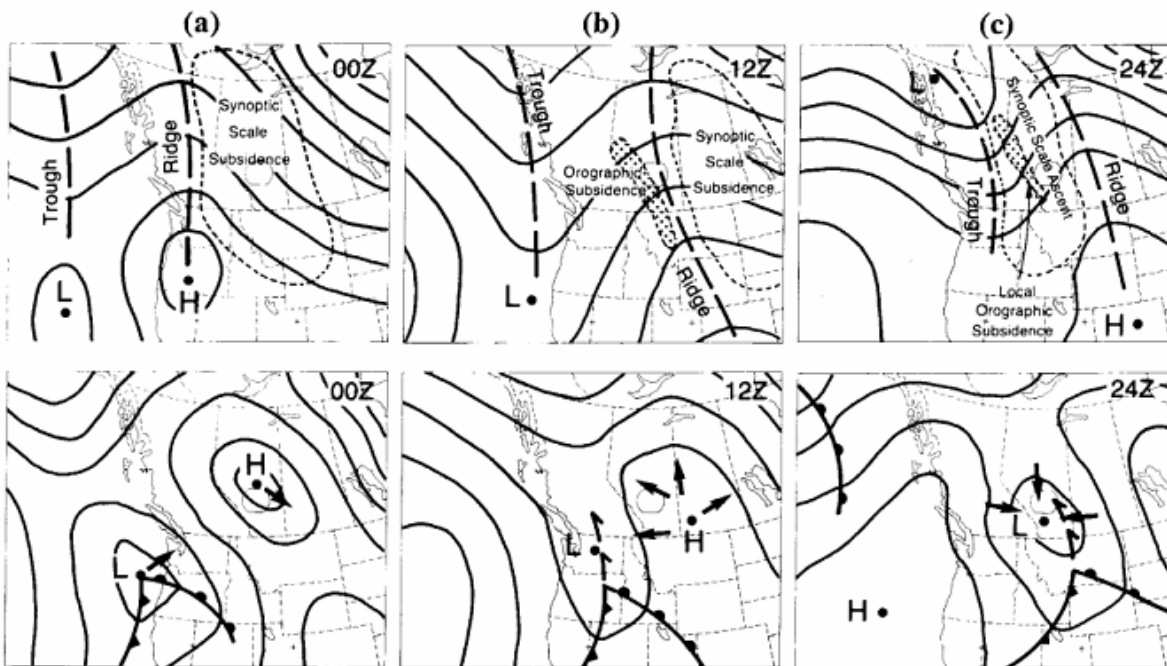 (a)
(b)
(c)
00Z
Synoptic
Scale
Subsidence
Trough
Ridge
L
H
12Z
Trough
Synoptic
Scale
Subsidence
Orographic
Subsidence
L
Ridge
24Z
L
Synoptic Scale Ascent
Trough
Ridge
Local
Orographic
Subsidence
H
00Z
H
L
12Z
L
H
24Z
L
H